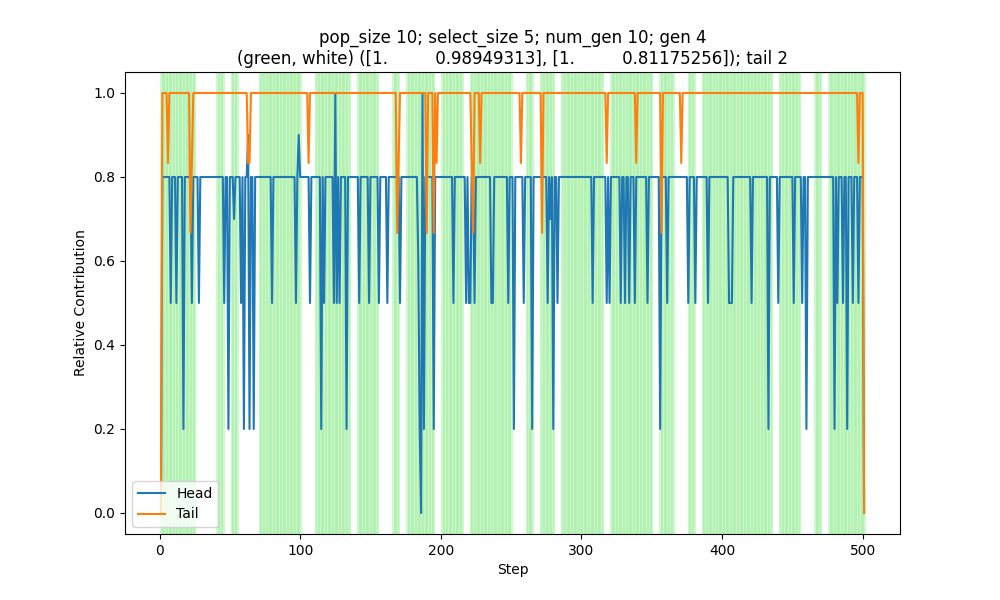 pop_size 10; select_size 5; num_gen 10; gen 4
(green, white) ([1. 0.98949313], [1. 0.81175256]); tail 2
1.0
0.8
0.6
0.4
0.2
0.0
Relative Contribution
Head
Tail
0 100 200 300 400 500
Step